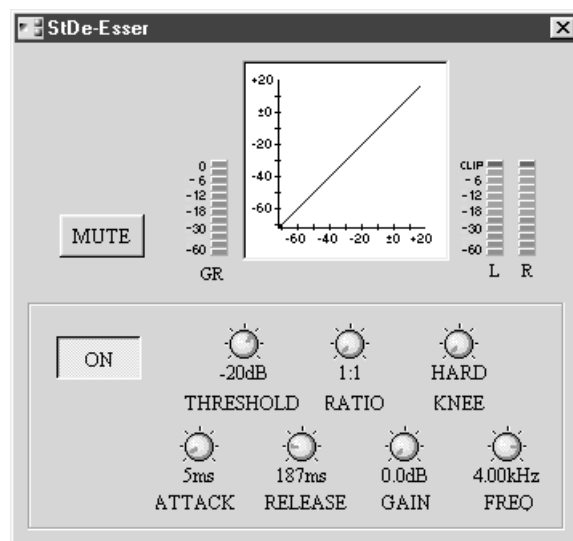 StDe-Esser
+20
±0
-20
-40
-60
-60 -40 -20 ±0 +20
0
-6
-12
-18
-30
-60
GR
CLIP
-6
-12
-18
-30
-60
L R
MUTE
ON
-20dB 1:1 HARD
THRESHOLD RATIO KNEE
5ms 187ms 0.0dB 4.00kHz
ATTACK RELEASE GAIN FREQ